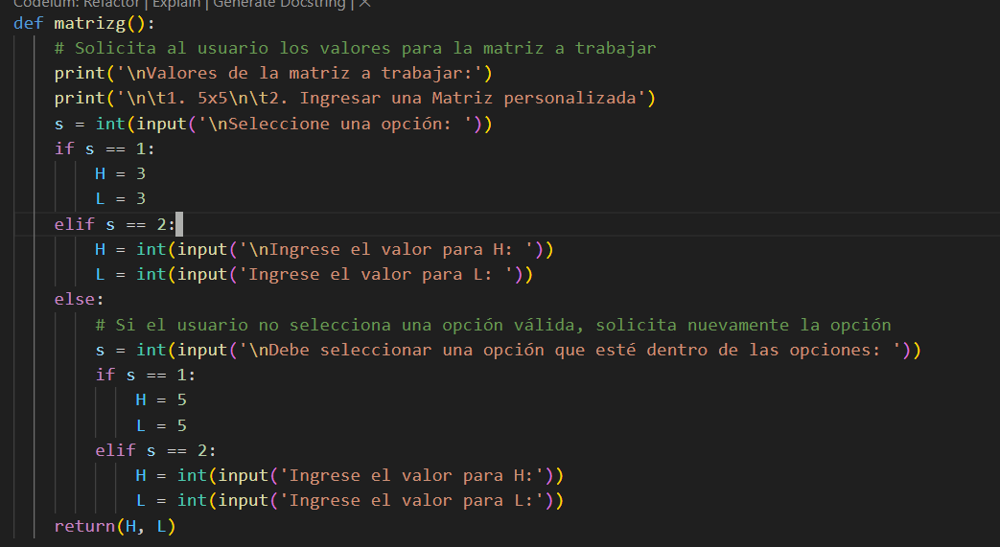 Codeium: Refactor | Explain | Generate Docstring | ×
def matrizg():
    # Solicita al usuario los valores para la matriz a trabajar
    print('\nValores de la matriz a trabajar:')
    print('\n\t1. 5x5\n\t2. Ingresar una Matriz personalizada')
    s = int(input('\nSeleccione una opción: '))
    if s == 1:
        H = 3
        L = 3
    elif s == 2:
        H = int(input('\nIngrese el valor para H: '))
        L = int(input('Ingrese el valor para L: '))
    else:
        # Si el usuario no selecciona una opción válida, solicita nuevamente la opción
        s = int(input('\nDebe seleccionar una opción que esté dentro de las opciones: '))
        if s == 1:
            H = 5
            L = 5
        elif s == 2:
            H = int(input('Ingrese el valor para H:'))
            L = int(input('Ingrese el valor para L:'))
    return(H, L)